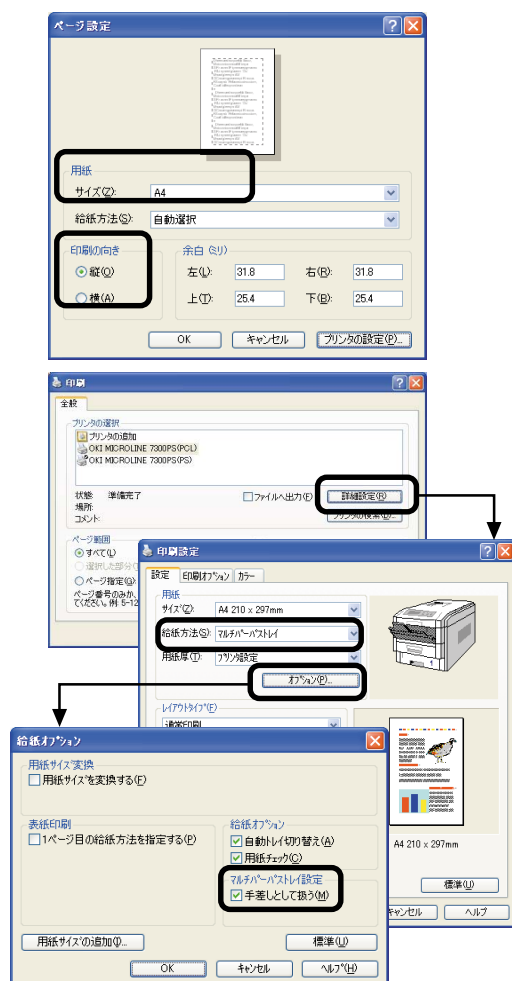 ページ設定
用紙
サイズ(Z): A4
給紙方法(S): 自動選択
印刷の向き
縦(O)
横(A)
余白 (ミリ)
左(L): 31.8 右(R): 31.8
上(T): 25.4 下(B): 25.4
OK キャンセル プリンタの設定(P)...
印刷
全般
プリンタの選択
プリンタの追加
OKI MICROLINE 7300PS(PCL)
OKI MICROLINE 7300PS(PS)
状態: 準備完了
場所:
コメント:
ファイルへ出力(F)
詳細設定(R)
プリンタの検索(D)...
ページ範囲
すべて(L)
選択した部分(
ページ指定(G):
ページ番号のみか、
てください。例: 5-12
印刷設定
設定 印刷オプション カラー
用紙
サイズ(Z): A4 210 x 297mm
給紙方法(S): マルチパーパストレイ
用紙厚(T): プリンタ設定
オプション(P)...
レイアウトタイプ(E)
通常印刷
A4 210 x 297mm
標準(U)
キャンセル ヘルプ
給紙オプション
用紙サイズ変換
用紙サイズを変換する(F)
表紙印刷
1ページ目の給紙方法を指定する(P)
給紙オプション
自動トレイ切り替え(A)
用紙チェック(C)
マルチパーパストレイ設定
手差しとして扱う(M)
用紙サイズの追加(I)...
標準(U)
OK キャンセル ヘルプ(H)